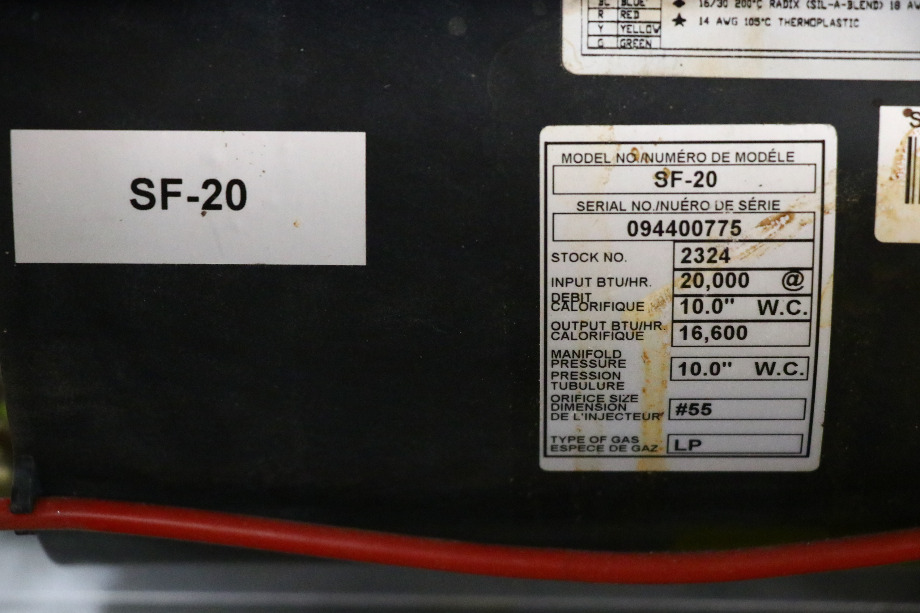 BL BLUE
R RED
Y YELLOW
G GREEN
◆ 16/30 200°C RADIX (SIL-A-BLEND) 18
★ 14 AWG 105°C THERMOPLASTIC
SF-20
MODEL NO./NUMÉRO DE MODÉLE
SF-20
SERIAL NO./NUÉRO DE SÉRIE
094400775
STOCK NO. 2324
INPUT BTU/HR. 20,000 @
DEBIT
CALORIFIQUE 10.0" W.C.
OUTPUT BTU/HR.
CALORIFIQUE 16,600
MANIFOLD
PRESSURE
PRESSION 10.0" W.C.
TUBULURE
ORIFICE SIZE
DIMENSION #55
DE L'INJECTEUR
TYPE OF GAS
ESPECE DE GAZ LP
S